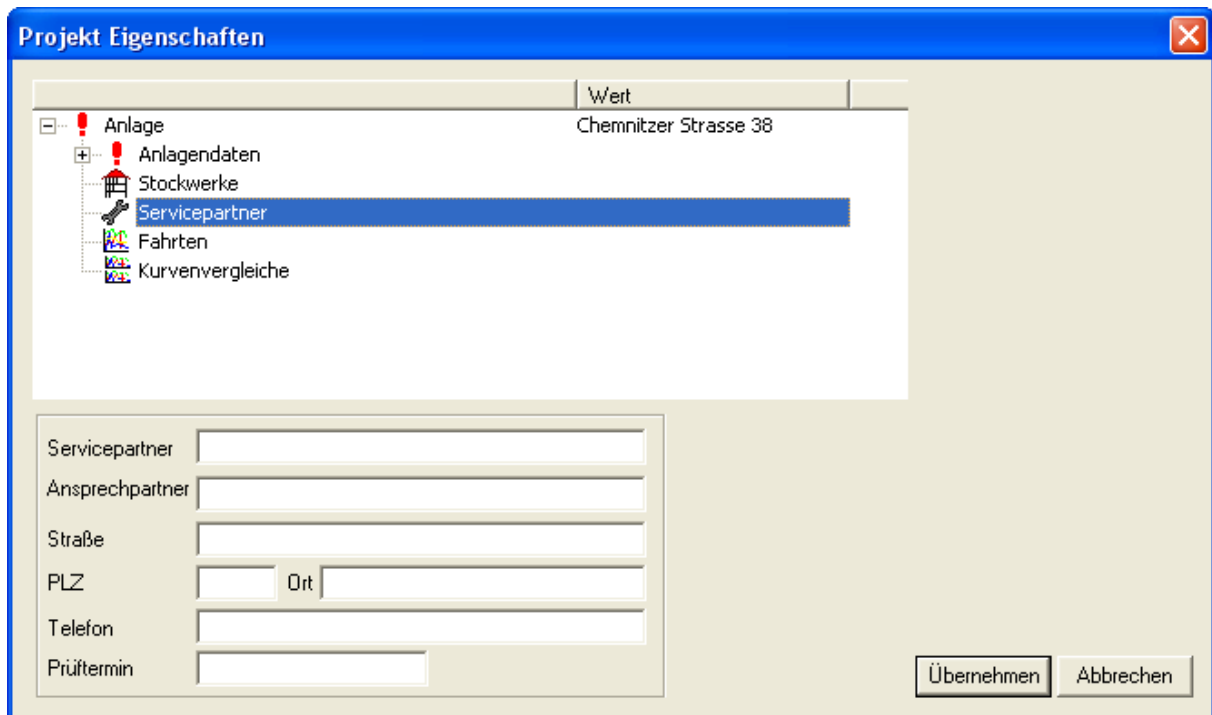 Projekt Eigenschaften
Wert
Anlage Chemnitzer Strasse 38
Anlagendaten
Stockwerke
Servicepartner
Fahrten
Kurvenvergleiche
Servicepartner
Ansprechpartner
Straße
PLZ Ort
Telefon
Prüftermin
Übernehmen Abbrechen